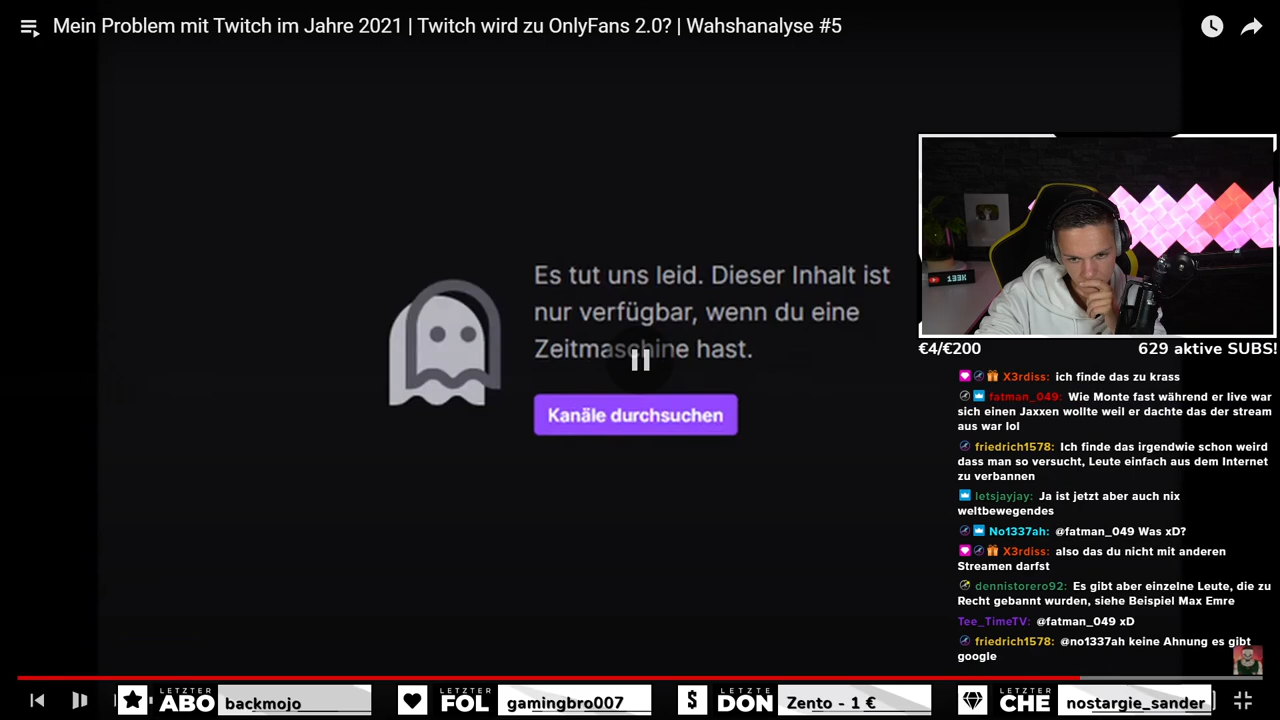 Mein Problem mit Twitch im Jahre 2021 | Twitch wird zu OnlyFans 2.0? | Wahshanalyse #5
Es tut uns leid. Dieser Inhalt ist
nur verfügbar, wenn du eine
Zeitmaschine hast.
Kanäle durchsuchen
133K
€4/€200 629 aktive SUBS!
X3rdiss: ich finde das zu krass
fatman_049: Wie Monte fast während er live war
sich einen Jaxxen wollte weil er dachte das der stream
aus war lol
friedrich1578: Ich finde das irgendwie schon weird
dass man so versucht, Leute einfach aus dem Internet
zu verbannen
letsjayjay: Ja ist jetzt aber auch nix
weltbewegendes
No1337ah: @fatman_049 Was xD?
X3rdiss: also das du nicht mit anderen
Streamen darfst
dennistorero92: Es gibt aber einzelne Leute, die zu
Recht gebannt wurden, siehe Beispiel Max Emre
Tee_TimeTV: @fatman_049 xD
friedrich1578: @no1337ah keine Ahnung es gibt
google
LETZTER ABO backmojo
LETZTER FOL gamingbro007
LETZTE DON Zento - 1 €
LETZTER CHE nostargie_sander